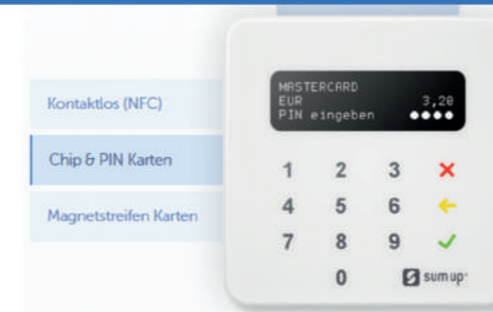 Kontaktlos (NFC)
Chip & PIN Karten
Magnetstreifen Karten
MASTERCARD
EUR 3,20
PIN eingeben
1 2 3
4 5 6
7 8 9
0
sumup